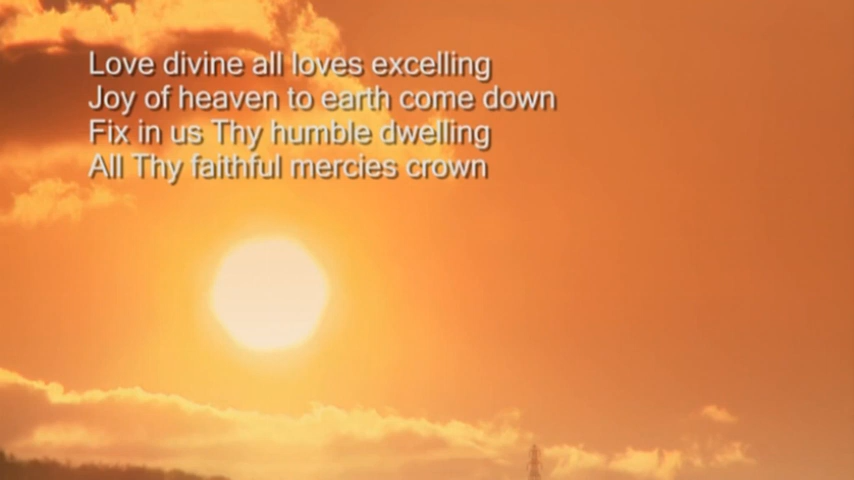 Love divine all loves excelling
Joy of heaven to earth come down
Fix in us Thy humble dwelling
All Thy faithful mercies crown